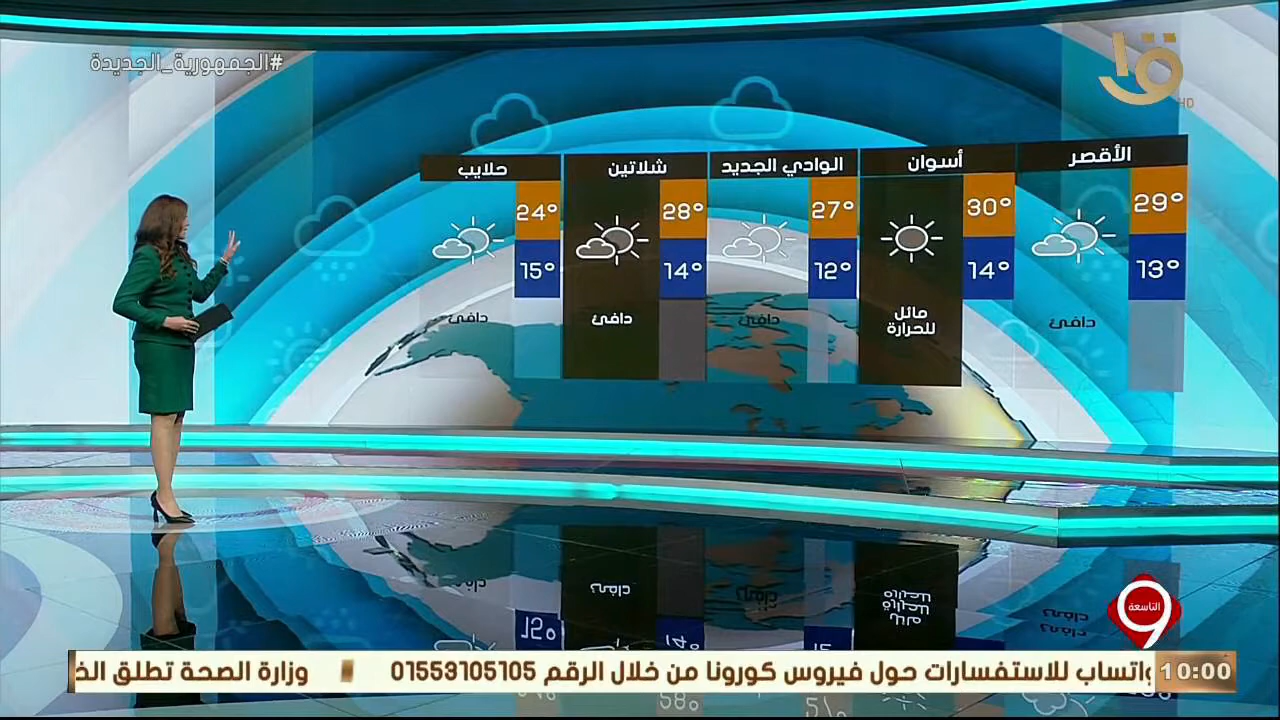 #الجمهورية_الجديدة
HD
الأقصر
29°
13°
دافئ
أسوان
30°
14°
مائل
للحرارة
الوادي الجديد
27°
12°
دافئ
شلاتين
28°
14°
دافئ
حلايب
24°
15°
دافئ
التاسعة
9
10:00
واتساب للاستفسارات حول فيروس كورونا من خلال الرقم 01553105105
وزارة الصحة تطلق